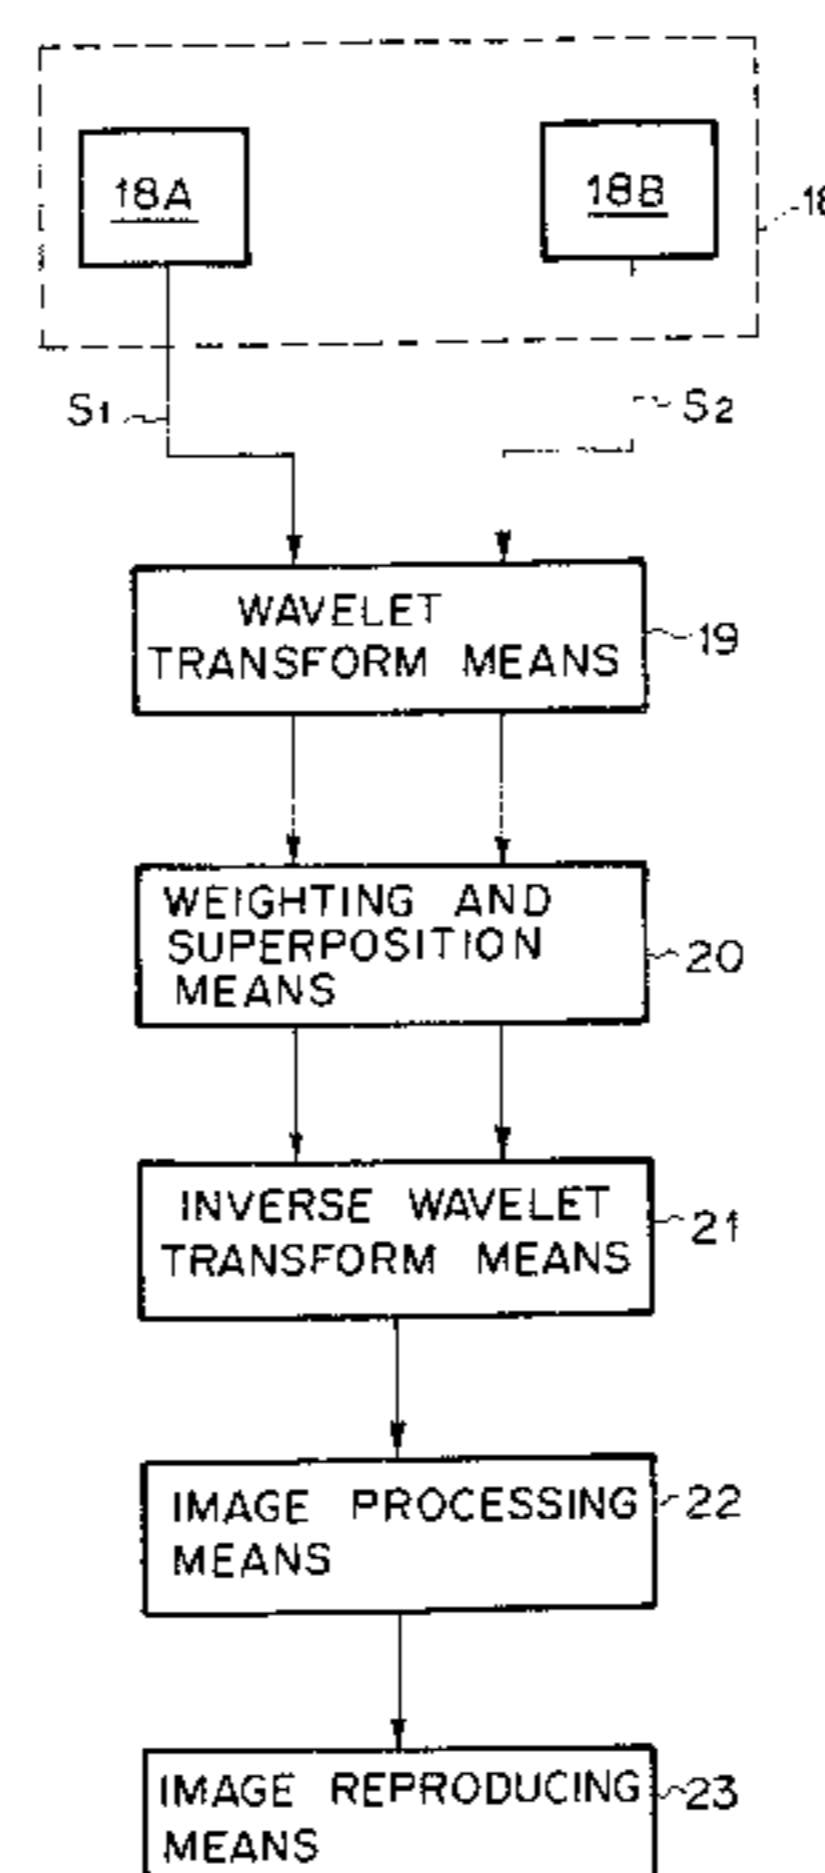 18A
18B
18
S1
S2
WAVELET
TRANSFORM MEANS
19
WEIGHTING AND
SUPERPOSITION
MEANS
20
INVERSE WAVELET
TRANSFORM MEANS
21
IMAGE PROCESSING
MEANS
22
IMAGE REPRODUCING
MEANS
23